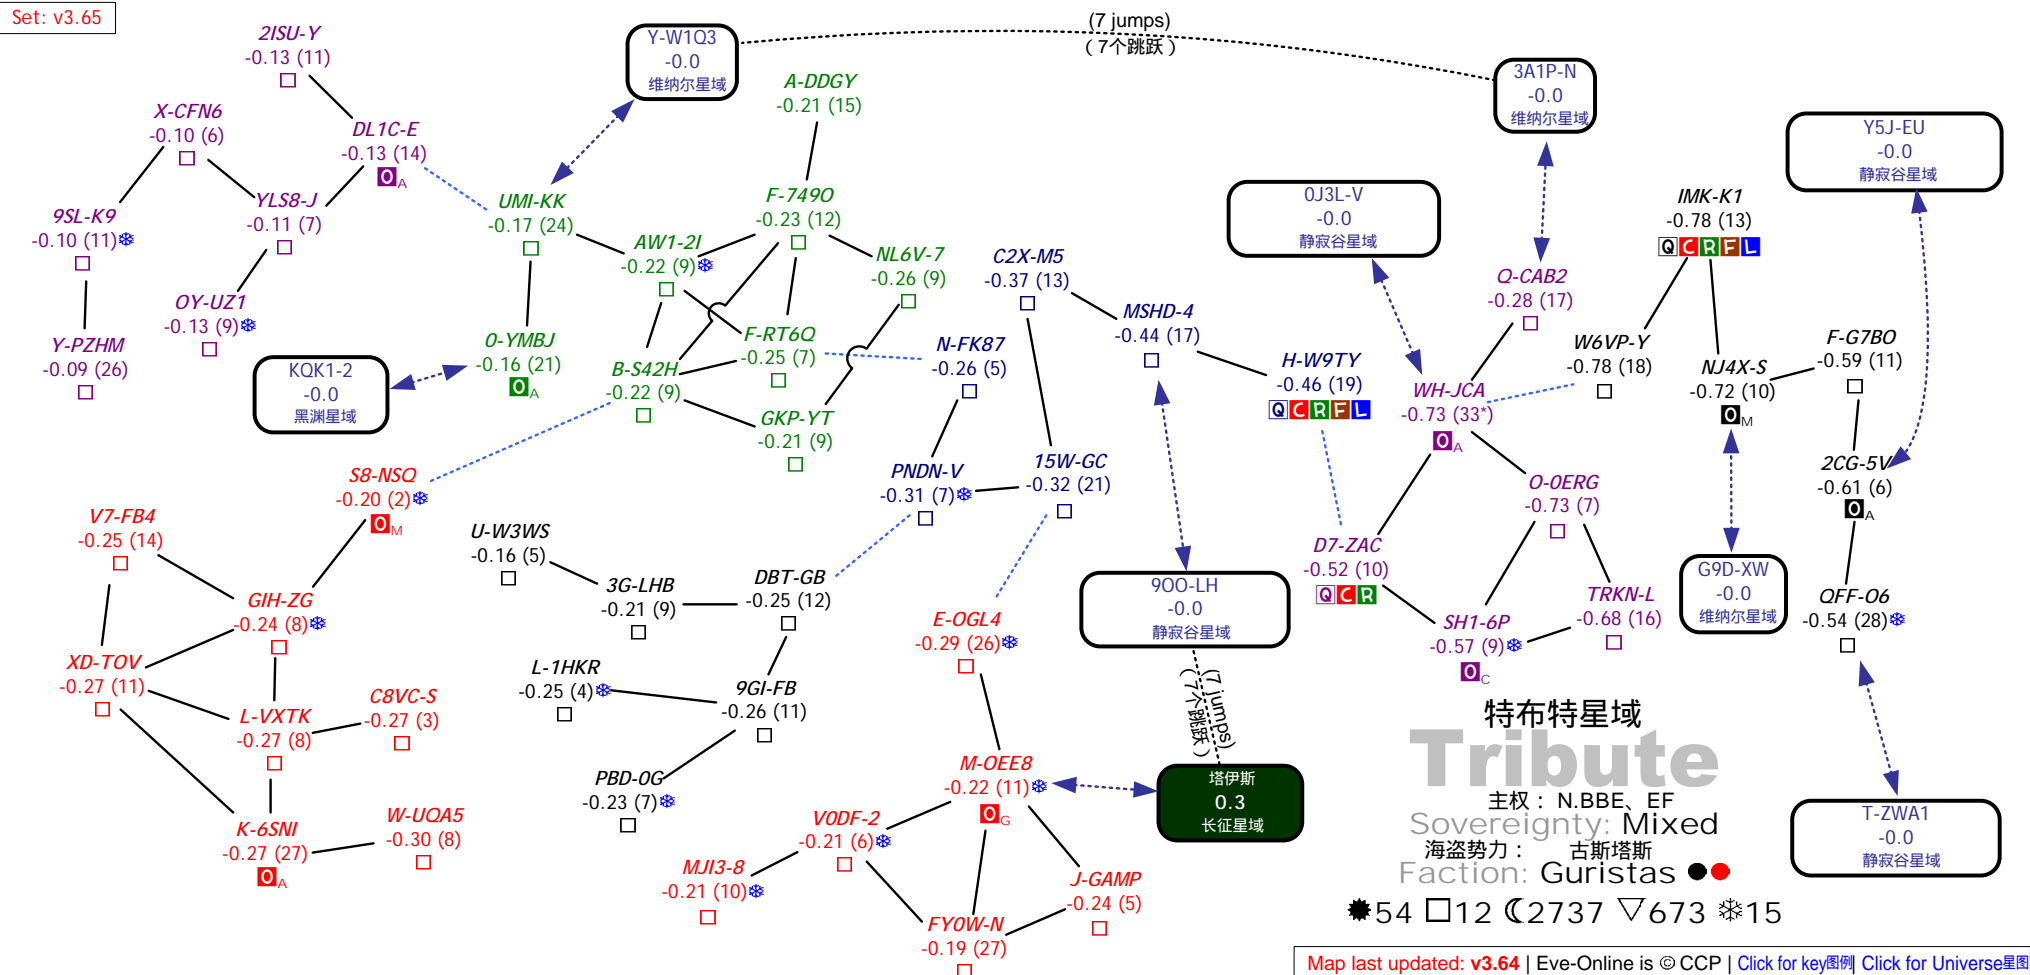 Set: v3.65
2ISU-Y
-0.13 (11)
X-CFN6
-0.10 (6)
DL1C-E
-0.13 (14)
O A
9SL-K9
-0.10 (11)❄
YLS8-J
-0.11 (7)
OY-UZ1
-0.13 (9)❄
Y-PZHM
-0.09 (26)
Y-W1Q3
-0.0
维纳尔星域
(7 jumps)
（ 7个跳跃 ）
3A1P-N
-0.0
维纳尔星域
A-DDGY
-0.21 (15)
UMI-KK
-0.17 (24)
F-749O
-0.23 (12)
AW1-2I
-0.22 (9)❄
NL6V-7
-0.26 (9)
0-YMBJ
-0.16 (21)
O A
F-RT6Q
-0.25 (7)
B-S42H
-0.22 (9)
GKP-YT
-0.21 (9)
KQK1-2
-0.0
黑渊星域
C2X-M5
-0.37 (13)
MSHD-4
-0.44 (17)
N-FK87
-0.26 (5)
H-W9TY
-0.46 (19)
Q C R F L
PNDN-V
-0.31 (7)❄
15W-GC
-0.32 (21)
0J3L-V
-0.0
静寂谷星域
Q-CAB2
-0.28 (17)
WH-JCA
-0.73 (33*)
O A
O-0ERG
-0.73 (7)
D7-ZAC
-0.52 (10)
Q C R
SH1-6P
-0.57 (9)❄
O C
TRKN-L
-0.68 (16)
Y5J-EU
-0.0
静寂谷星域
IMK-K1
-0.78 (13)
Q C R F L
W6VP-Y
-0.78 (18)
NJ4X-S
-0.72 (10)
O M
F-G7BO
-0.59 (11)
2CG-5V
-0.61 (6)
O A
QFF-O6
-0.54 (28)❄
G9D-XW
-0.0
维纳尔星域
T-ZWA1
-0.0
静寂谷星域
S8-NSQ
-0.20 (2)❄
O M
V7-FB4
-0.25 (14)
GIH-ZG
-0.24 (8)❄
XD-TOV
-0.27 (11)
L-VXTK
-0.27 (8)
C8VC-S
-0.27 (3)
K-6SNI
-0.27 (27)
O A
W-UQA5
-0.30 (8)
U-W3WS
-0.16 (5)
3G-LHB
-0.21 (9)
DBT-GB
-0.25 (12)
L-1HKR
-0.25 (4)❄
9GI-FB
-0.26 (11)
PBD-0G
-0.23 (7)❄
E-OGL4
-0.29 (26)❄
9OO-LH
-0.0
静寂谷星域
(7 jumps)
（ 7个跳跃 ）
M-OEE8
-0.22 (11)❄
O G
塔伊斯
0.3
长征星域
V0DF-2
-0.21 (6)❄
MJI3-8
-0.21 (10)❄
J-GAMP
-0.24 (5)
FY0W-N
-0.19 (27)
特布特星域
Tribute
主权： N.BBE、EF
Sovereignty: Mixed
海盗势力： 古斯塔斯
Faction: Guristas
✹54 □12 ☾2737 ▽673 ❄15
Map last updated: v3.64 | Eve-Online is © CCP | Click for key图例| Click for Universe星图